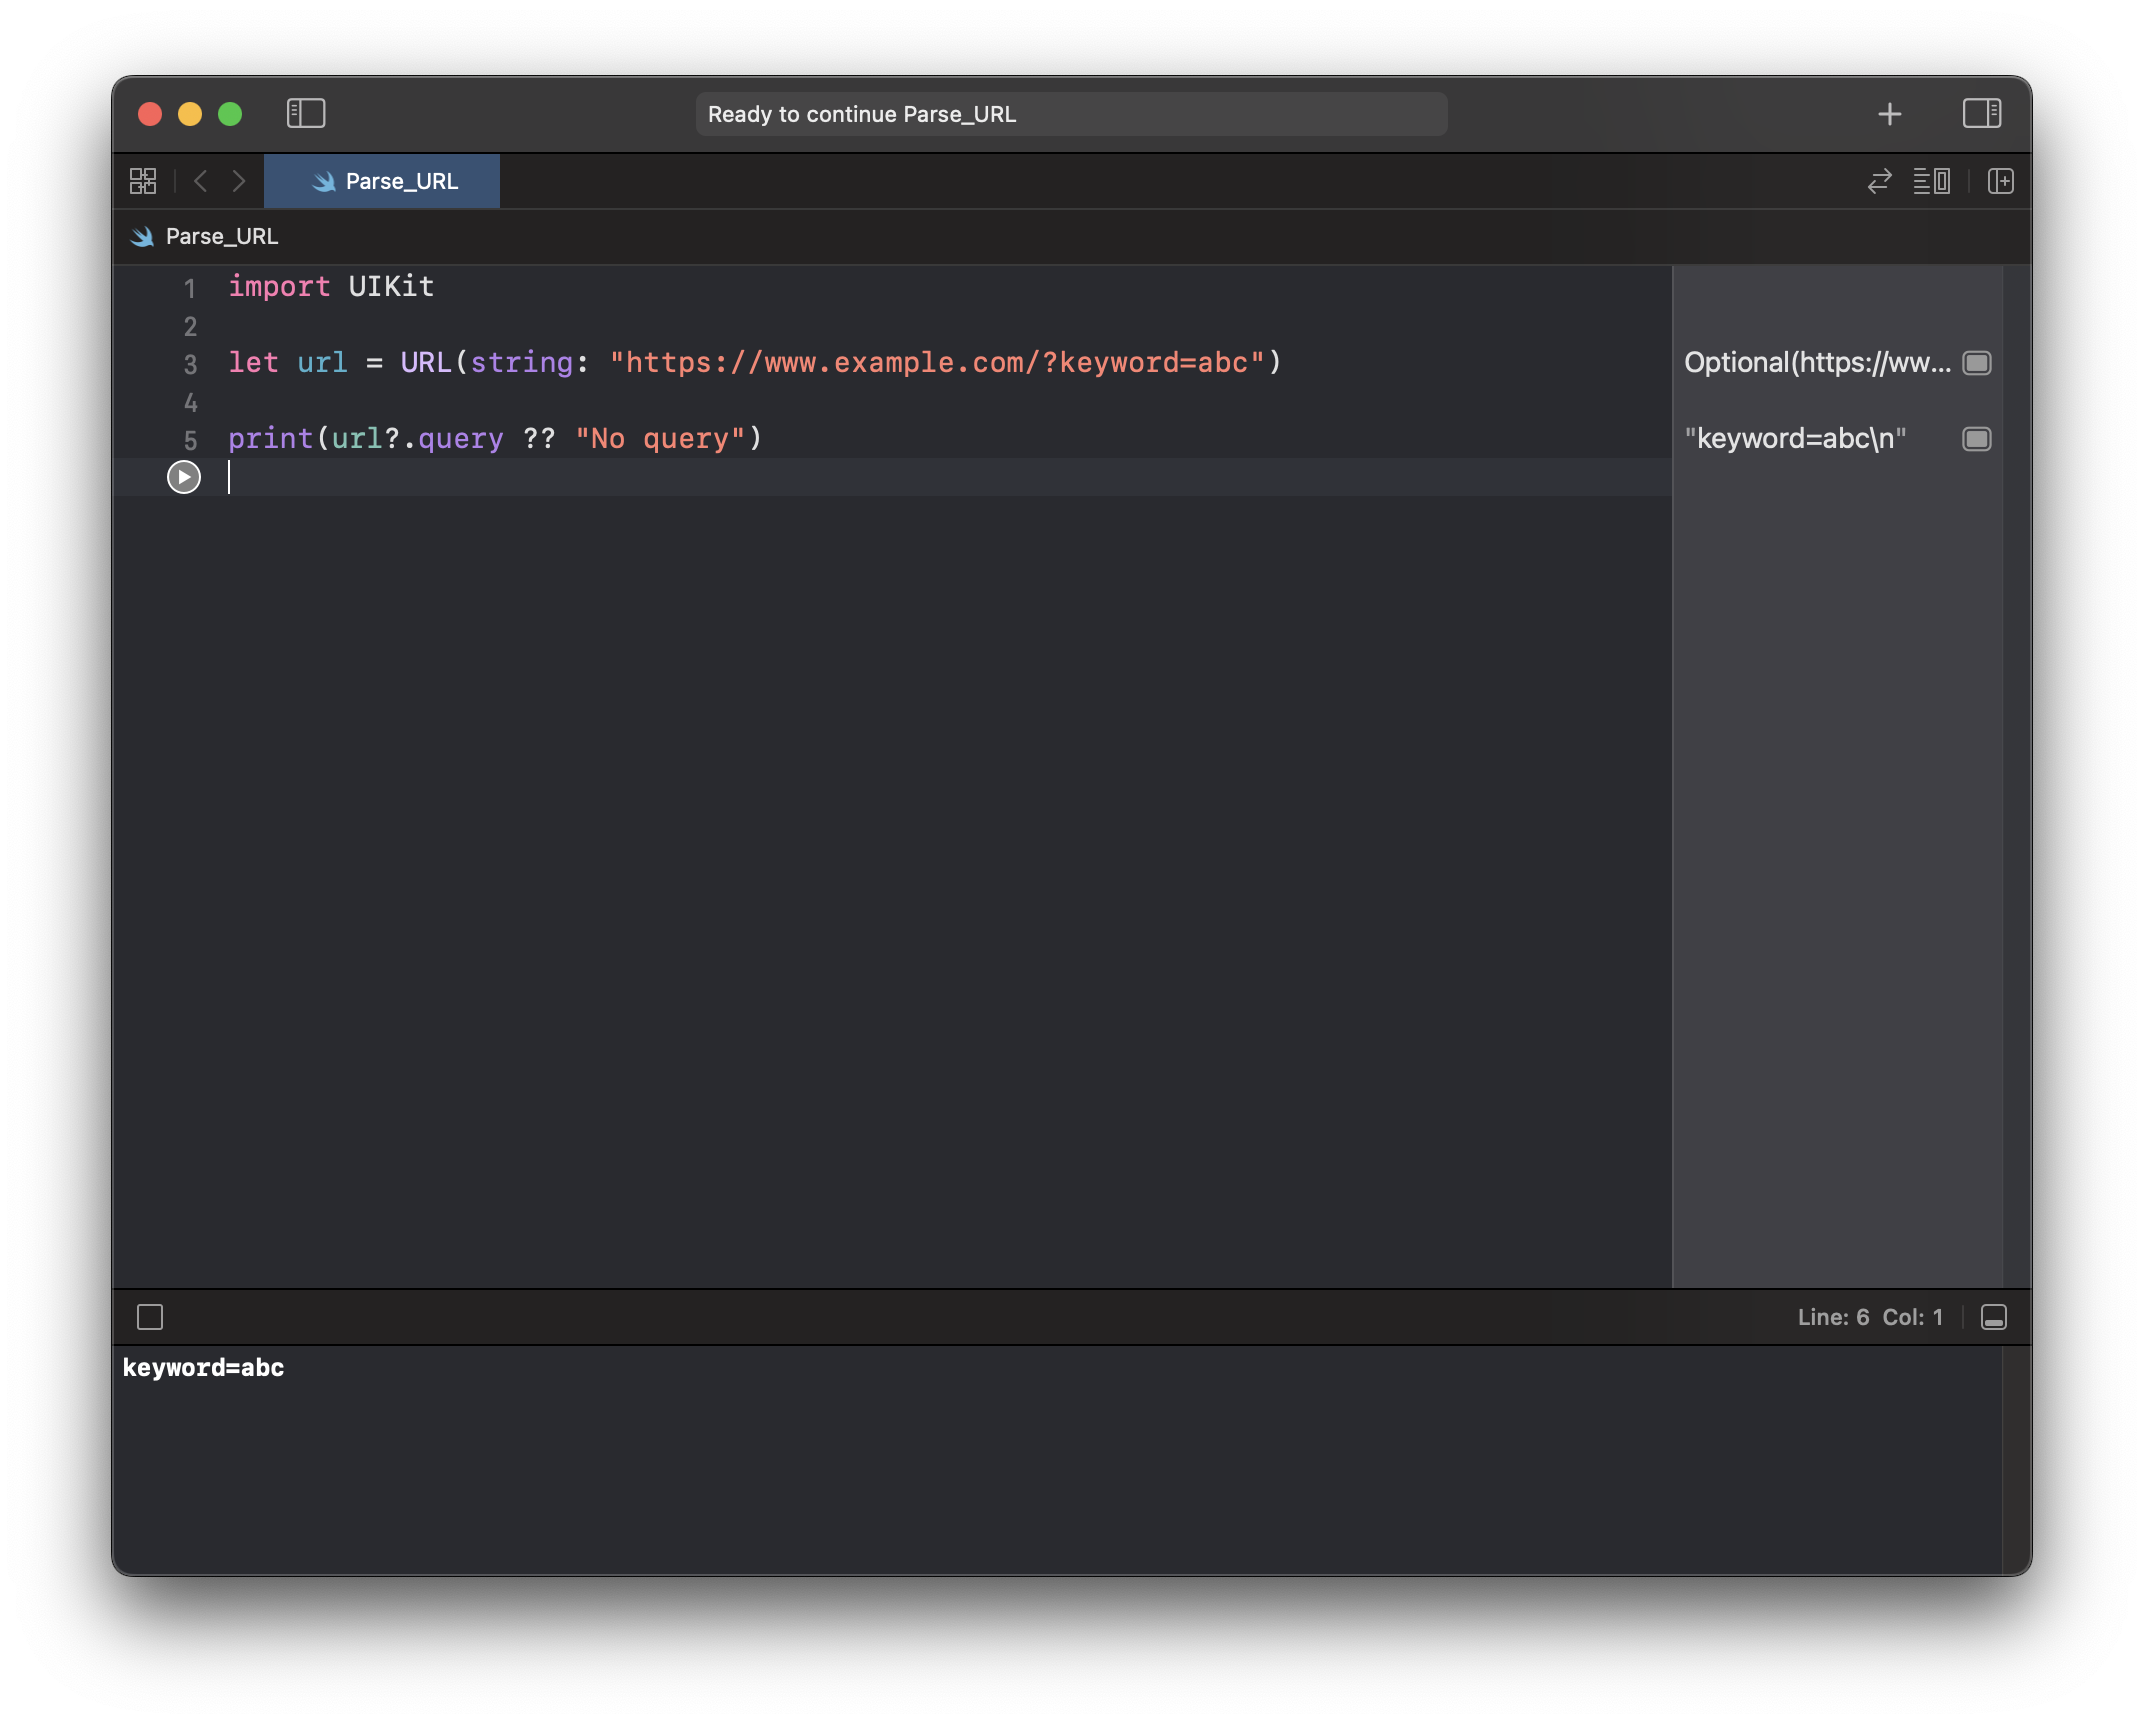 Ready to continue Parse_URL
Parse_URL
Parse_URL
1 import UIKit
2
3 let url = URL(string: "https://www.example.com/?keyword=abc")
Optional(https://ww...
4
5 print(url?.query ?? "No query")
"keyword=abc\n"
Line: 6 Col: 1
keyword=abc